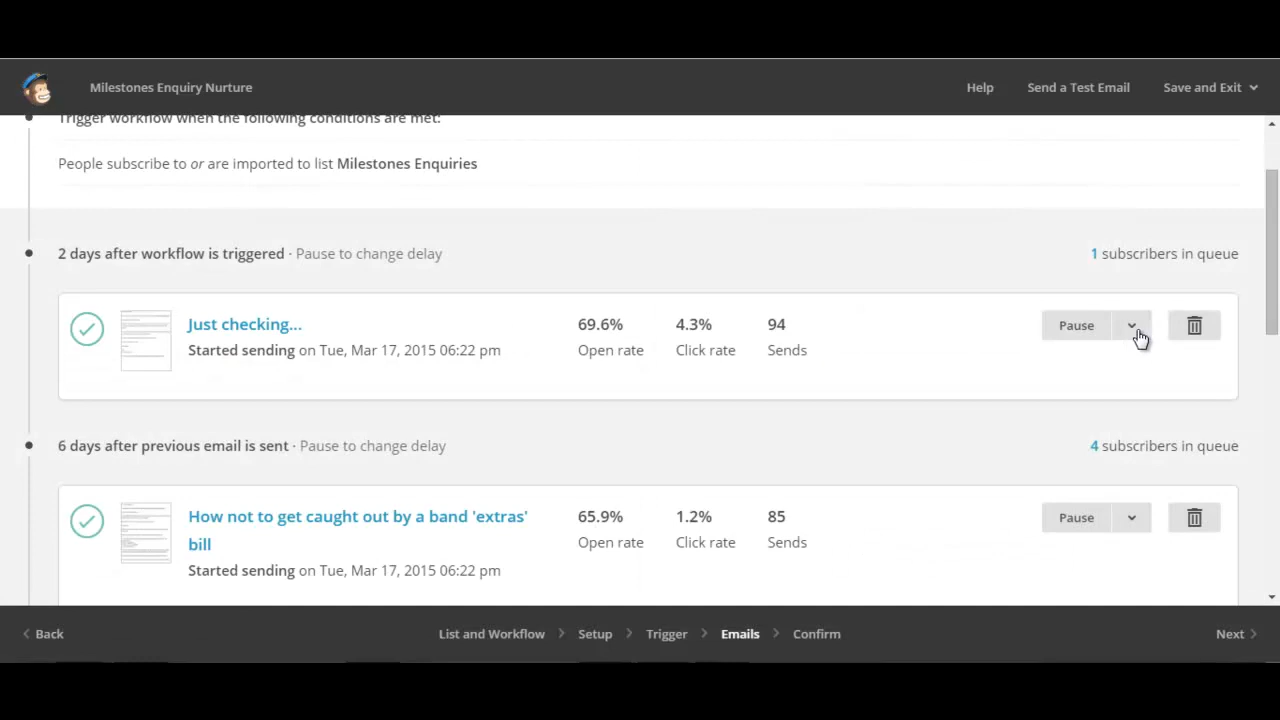 Milestones Enquiry Nurture
Help
Send a Test Email
Save and Exit
Trigger workflow when the following conditions are met:
People subscribe to or are imported to list Milestones Enquiries
2 days after workflow is triggered · Pause to change delay
1 subscribers in queue
Just checking...
Started sending on Tue, Mar 17, 2015 06:22 pm
69.6%
Open rate
4.3%
Click rate
94
Sends
Pause
6 days after previous email is sent · Pause to change delay
4 subscribers in queue
How not to get caught out by a band 'extras'
bill
Started sending on Tue, Mar 17, 2015 06:22 pm
65.9%
Open rate
1.2%
Click rate
85
Sends
Pause
Back
List and Workflow
Setup
Trigger
Emails
Confirm
Next